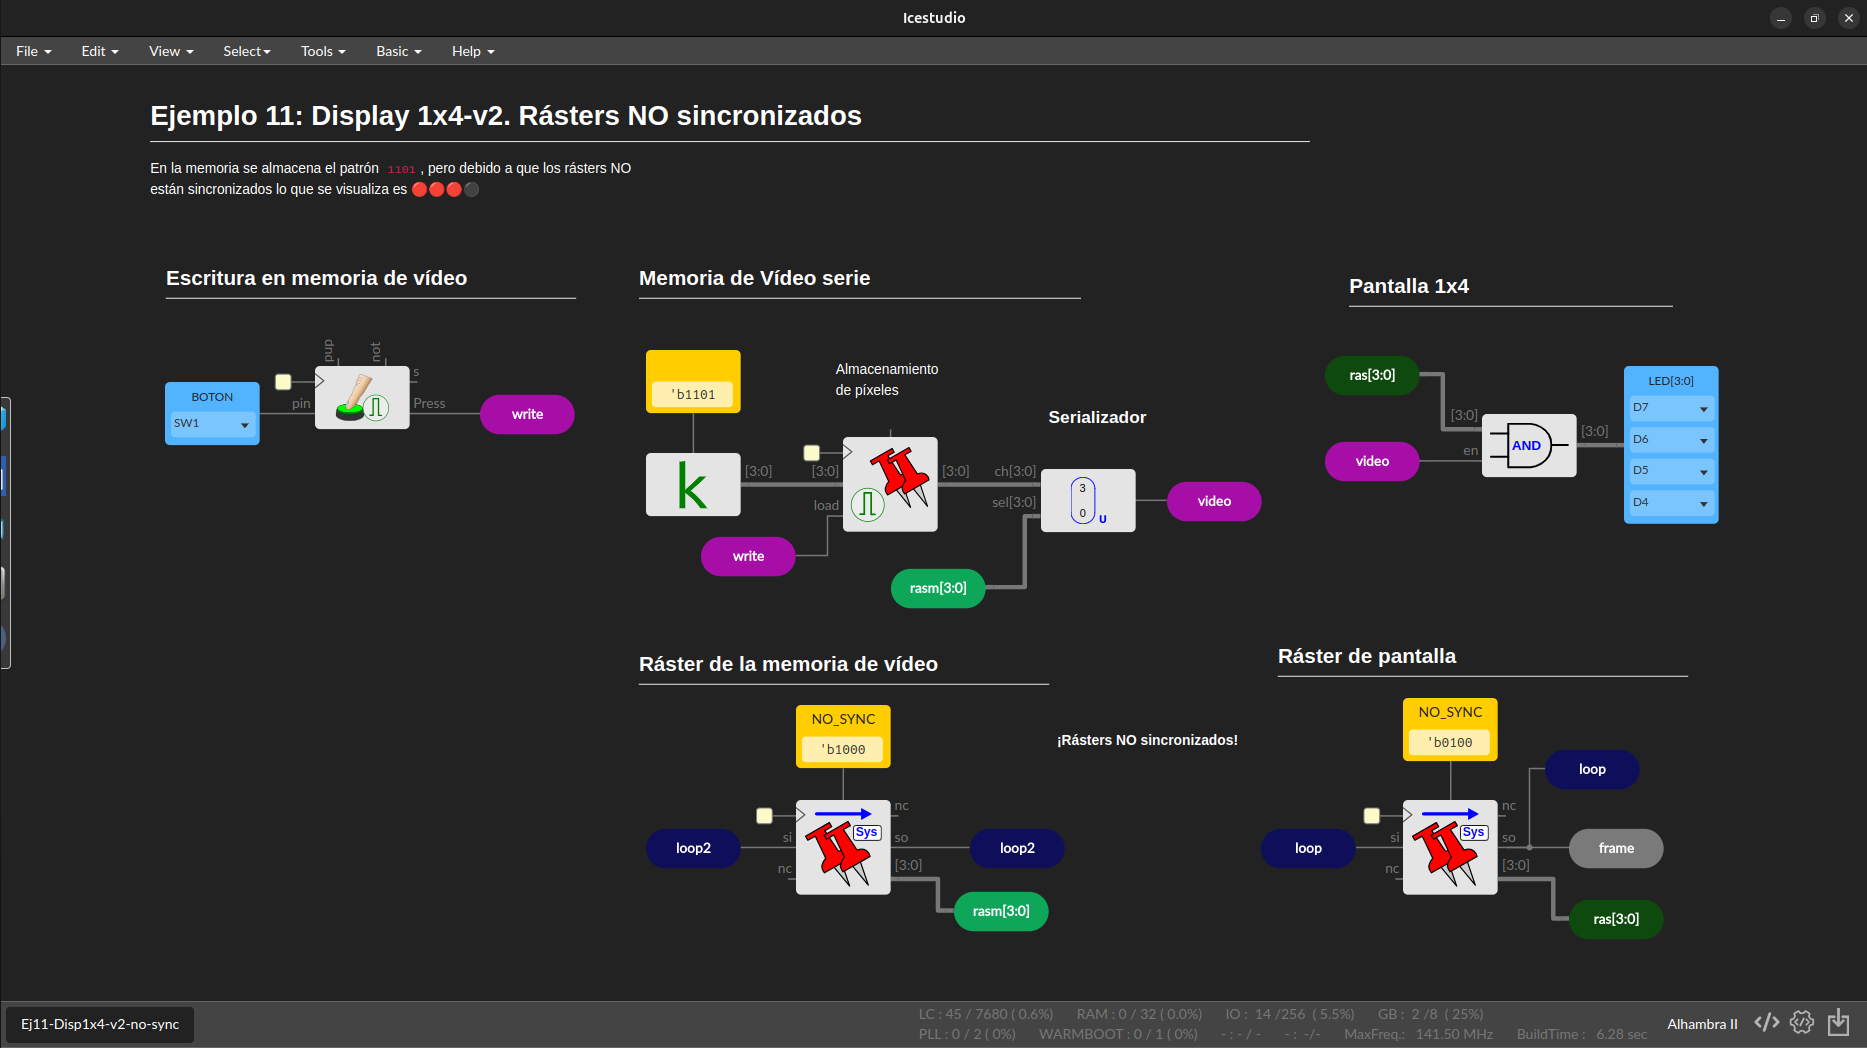 Icestudio
File Edit View Select Tools Basic Help
Ejemplo 11: Display 1x4-v2. Rásters NO sincronizados
En la memoria se almacena el patrón 1101 , pero debido a que los rásters NO
están sincronizados lo que se visualiza es
Escritura en memoria de vídeo
Memoria de Vídeo serie
Pantalla 1x4
BOTON
SW1
pin
pup
not
s
Press
write
'b1101
k
[3:0]
Almacenamiento
de píxeles
[3:0]
load
[3:0]
write
Serializador
ch[3:0]
sel[3:0]
3
0
U
video
rasm[3:0]
ras[3:0]
video
[3:0]
en
AND
[3:0]
LED[3:0]
D7
D6
D5
D4
Ráster de la memoria de vídeo
Ráster de pantalla
NO_SYNC
'b1000
loop2
si
nc
Sys
nc
so
[3:0]
loop2
rasm[3:0]
¡Rásters NO sincronizados!
NO_SYNC
'b0100
loop
si
nc
Sys
nc
so
[3:0]
loop
frame
ras[3:0]
Ej11-Disp1x4-v2-no-sync
LC : 45 / 7680 ( 0.6%) RAM : 0 / 32 ( 0.0%) IO : 14 /256 ( 5.5%) GB : 2 /8 ( 25%)
PLL : 0 / 2 ( 0%) WARMBOOT : 0 / 1 ( 0%) - : - / - - : -/- MaxFreq.: 141.50 MHz BuildTime : 6.28 sec
Alhambra II